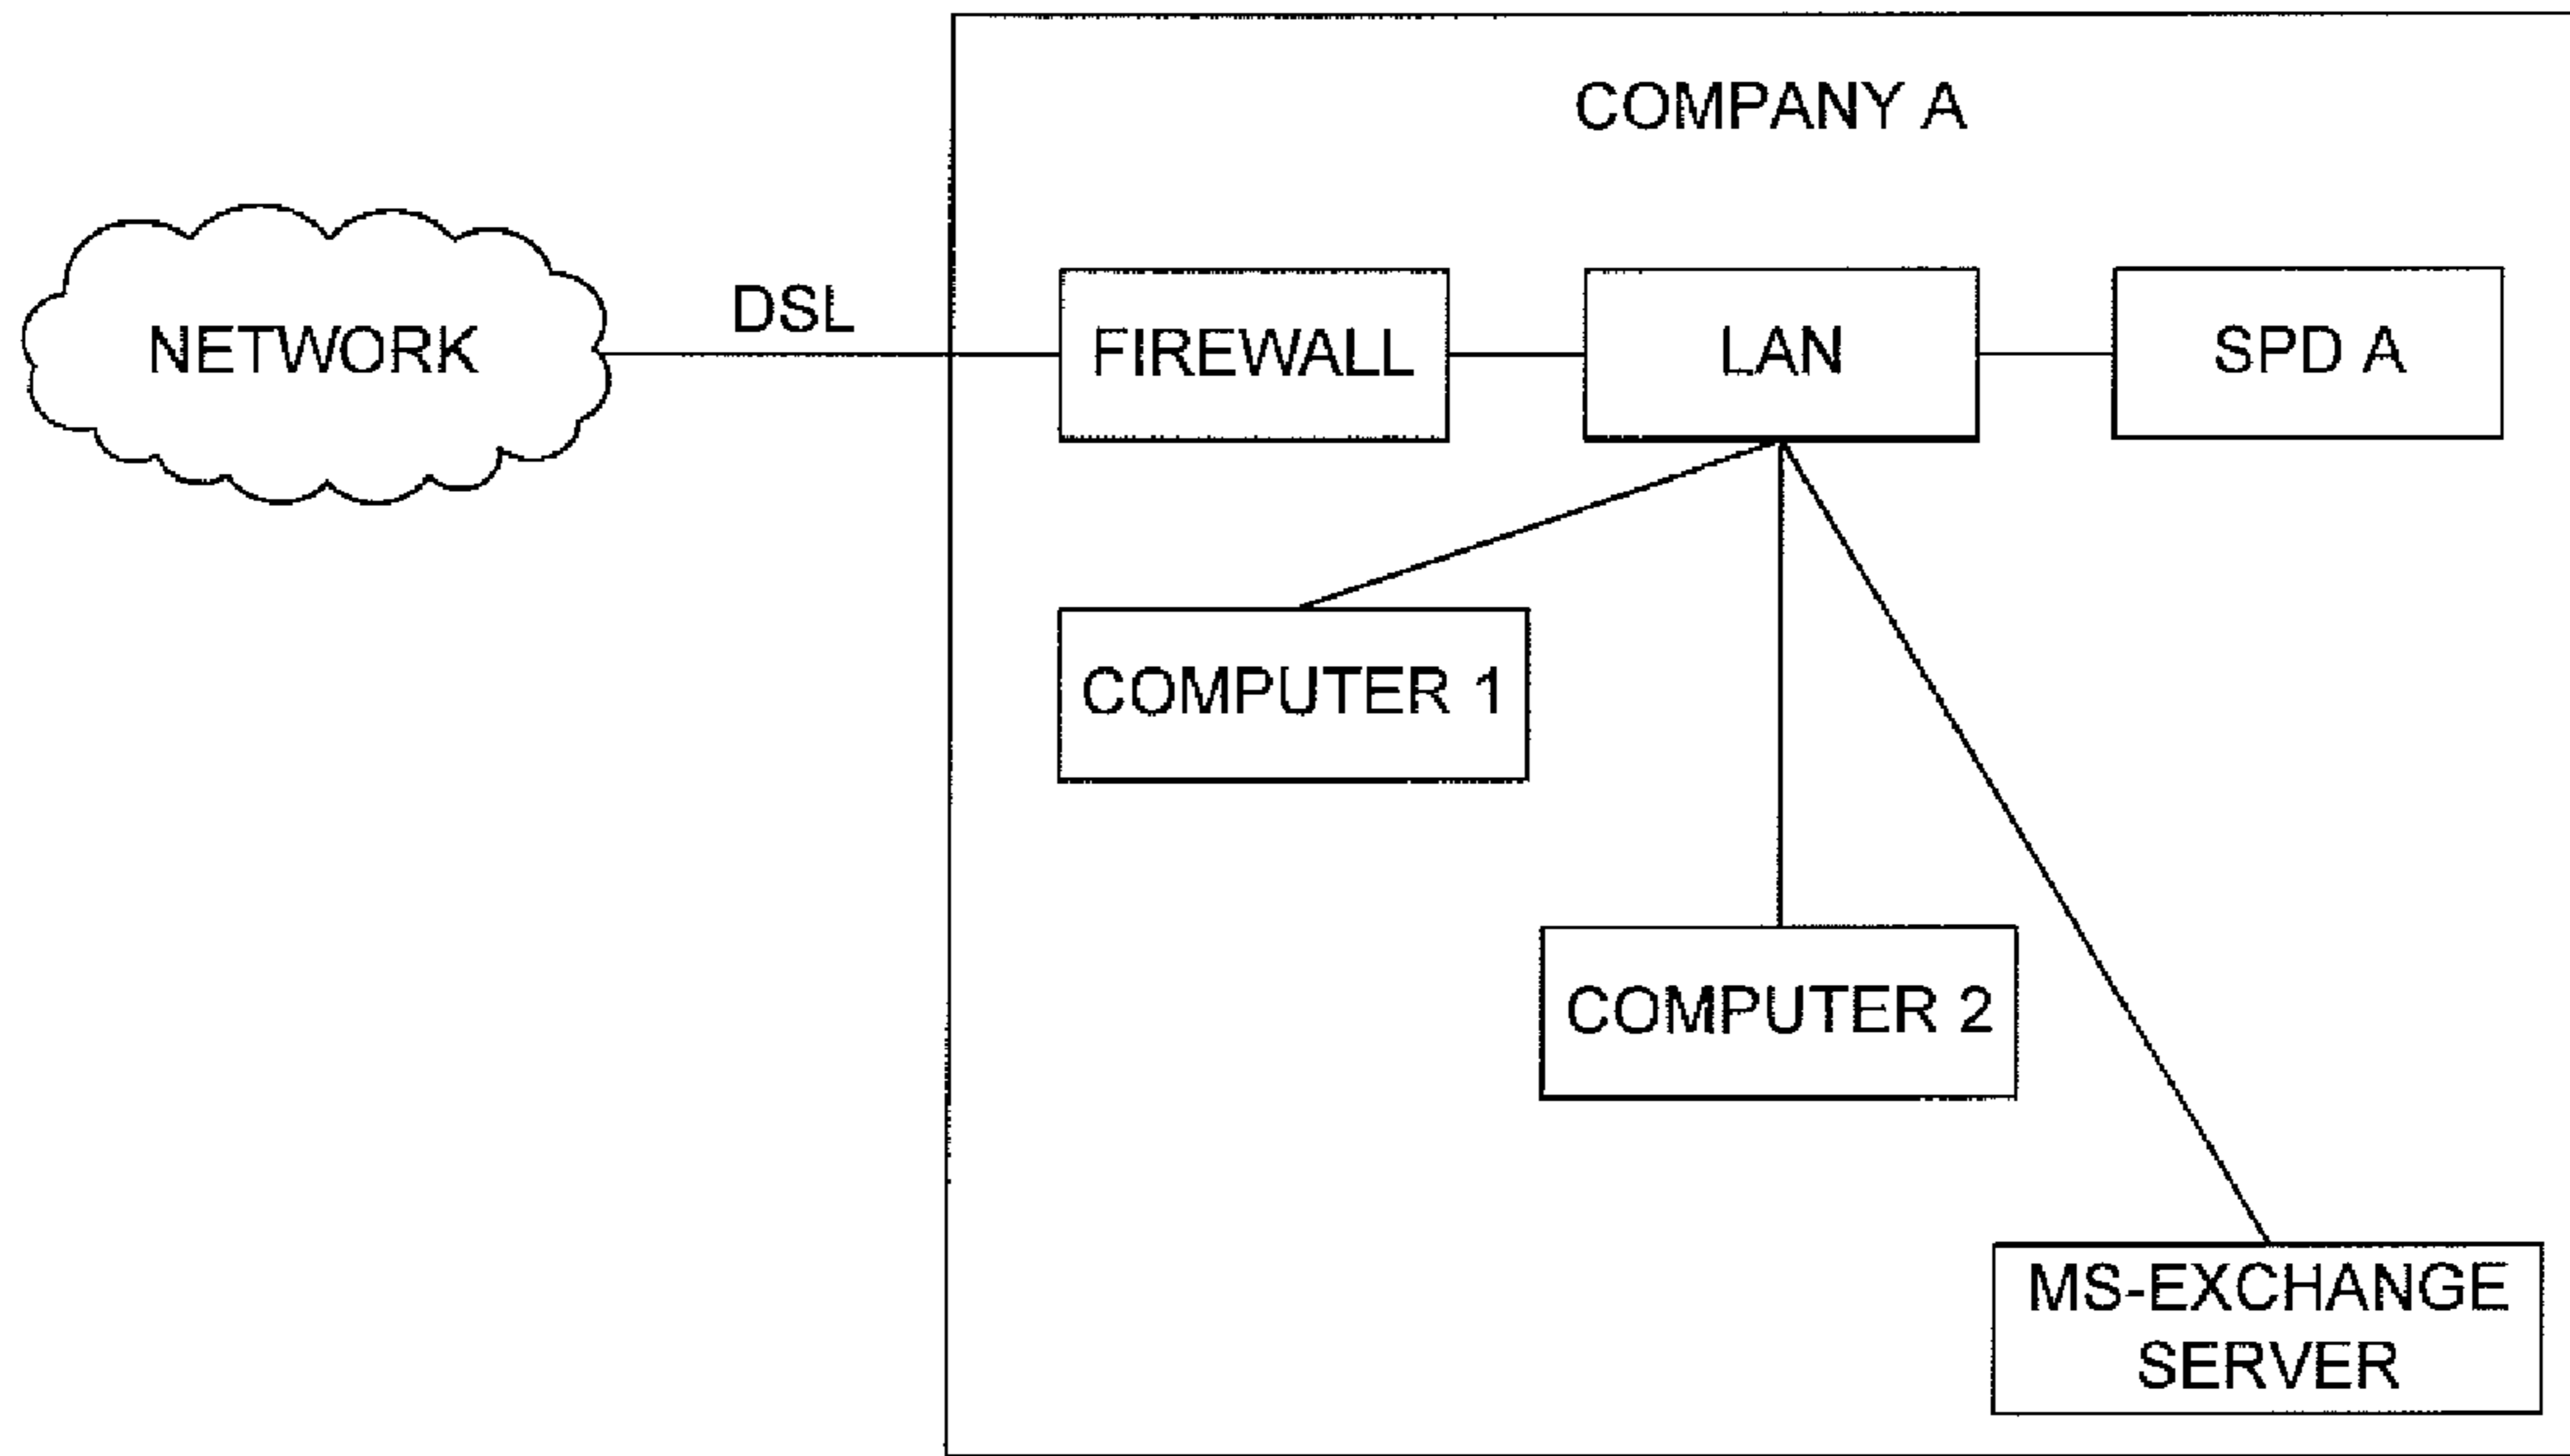 COMPANY A
NETWORK
DSL
FIREWALL
LAN
SPD A
COMPUTER 1
COMPUTER 2
MS-EXCHANGE
SERVER